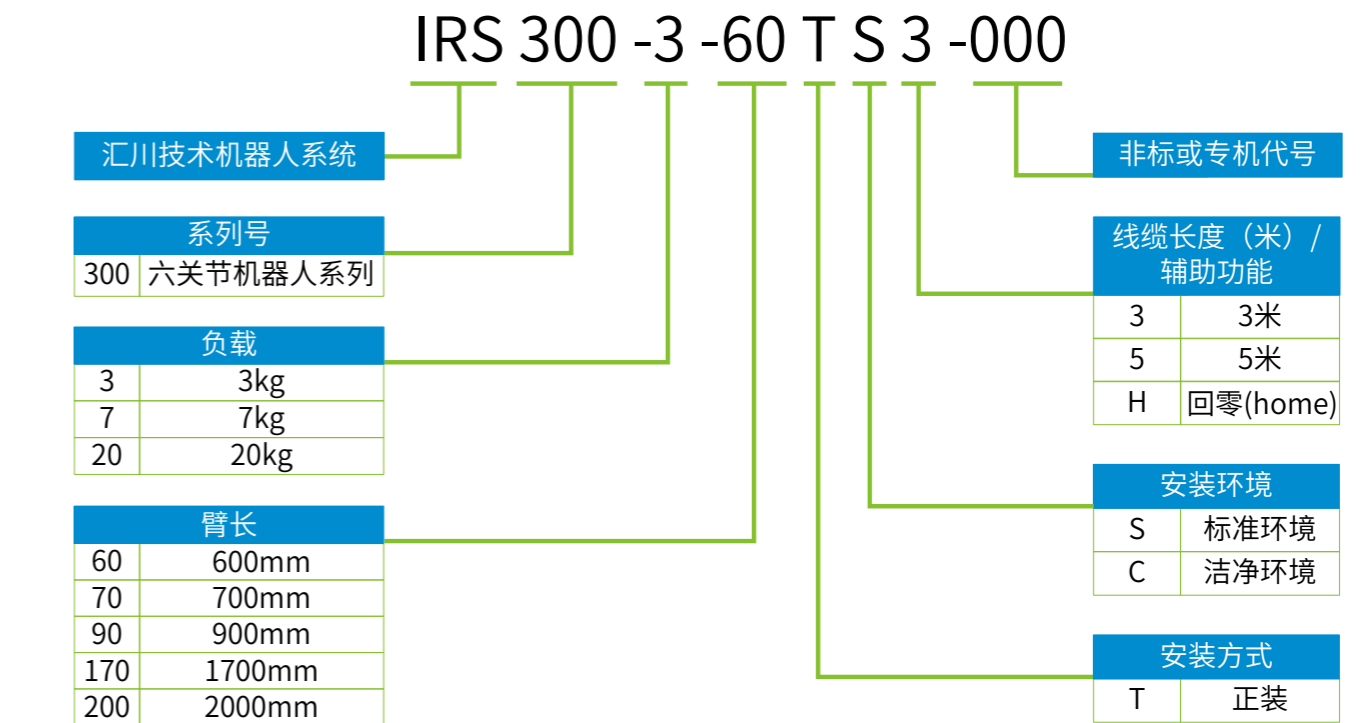 IRS 300 -3 -60 T S 3 -000
汇川技术机器人系统
系列号
300 六关节机器人系列
负载
3 3kg
7 7kg
20 20kg
臂长
60 600mm
70 700mm
90 900mm
170 1700mm
200 2000mm
非标或专机代号
线缆长度（米）/
辅助功能
3 3米
5 5米
H 回零(home)
安装环境
S 标准环境
C 洁净环境
安装方式
T 正装